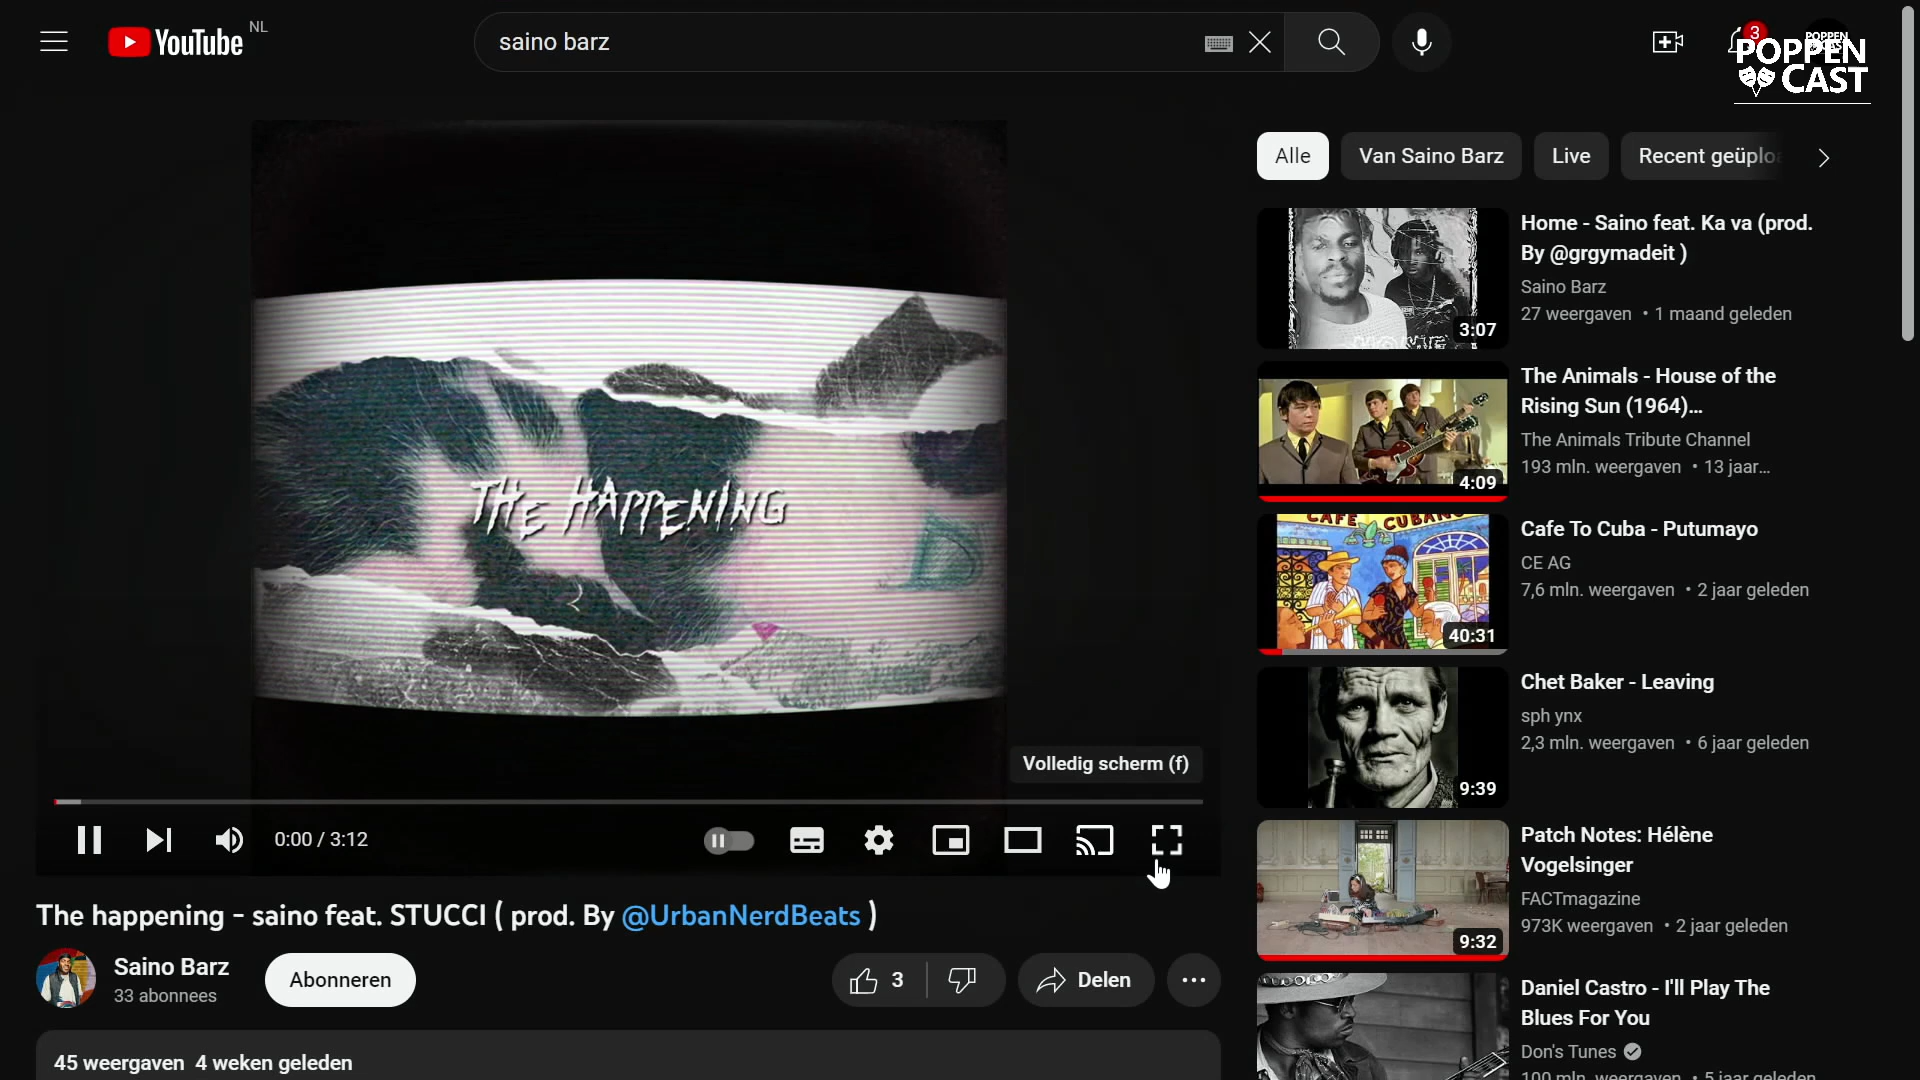 YouTube NL
saino barz
3
POPPEN
CAST
Alle
Van Saino Barz
Live
Recent geüplo
THE HAPPENING
Volledig scherm (f)
0:00 / 3:12
The happening - saino feat. STUCCI ( prod. By @UrbanNerdBeats )
Saino Barz
33 abonnees
Abonneren
3
Delen
45 weergaven 4 weken geleden
3:07
Home - Saino feat. Ka va (prod.
By @grgymadeit )
Saino Barz
27 weergaven • 1 maand geleden
4:09
The Animals - House of the
Rising Sun (1964)...
The Animals Tribute Channel
193 mln. weergaven • 13 jaar...
CAFE CUBANO
40:31
Cafe To Cuba - Putumayo
CE AG
7,6 mln. weergaven • 2 jaar geleden
9:39
Chet Baker - Leaving
sph ynx
2,3 mln. weergaven • 6 jaar geleden
9:32
Patch Notes: Hélène
Vogelsinger
FACTmagazine
973K weergaven • 2 jaar geleden
Daniel Castro - I'll Play The
Blues For You
Don's Tunes
100 mln. weergaven • 5 jaar geleden